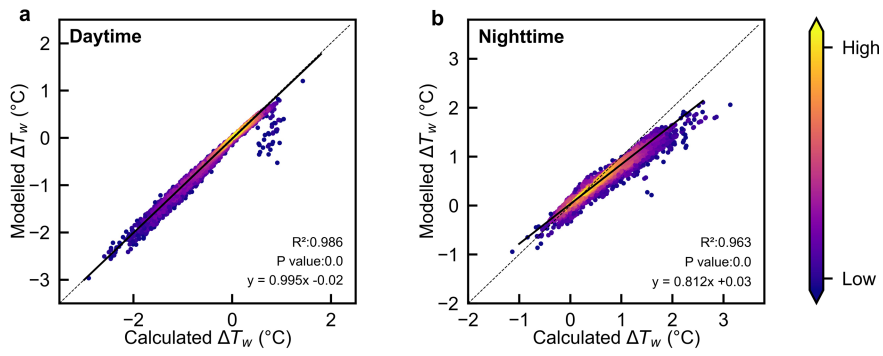 a
Daytime
2
1
0
−1
−2
−3
Modelled ΔT_w (°C)
R²:0.986
P value:0.0
y = 0.995x -0.02
−2
0
2
Calculated ΔT_w (°C)
b
Nighttime
3
2
1
0
−1
−2
Modelled ΔT_w (°C)
R²:0.963
P value:0.0
y = 0.812x +0.03
−2
−1
0
1
2
3
Calculated ΔT_w (°C)
High
Low